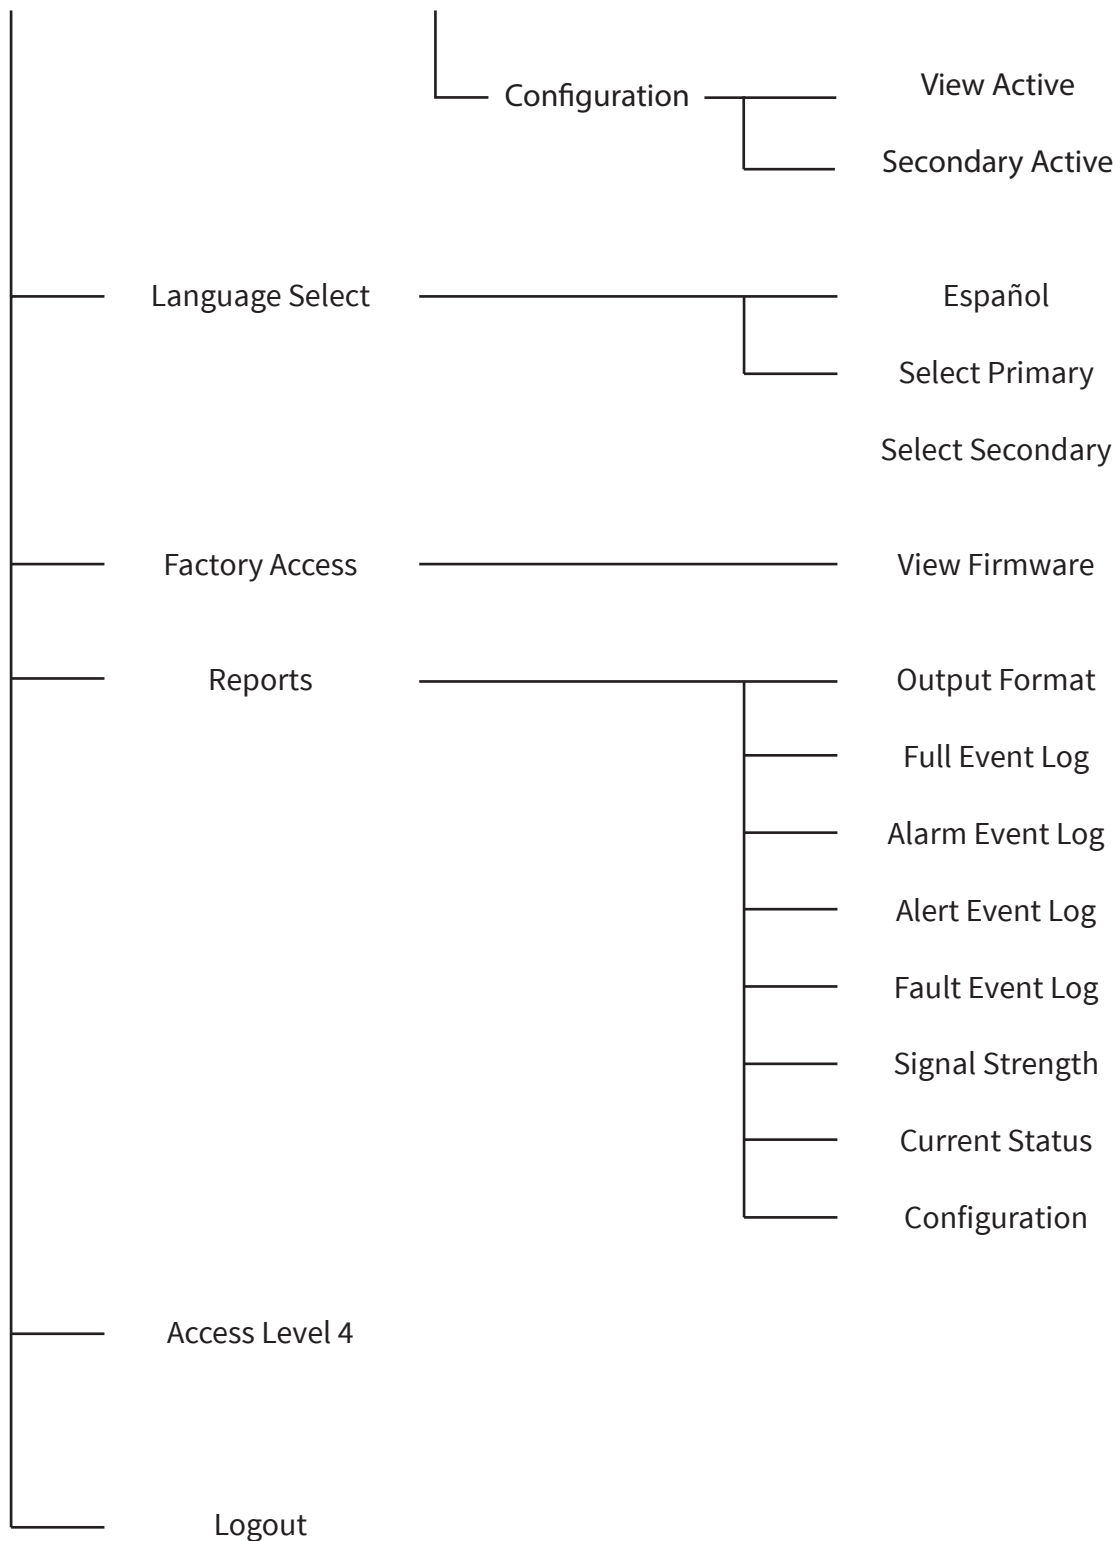 Configuration
View Active
Secondary Active
Language Select
Español
Select Primary
Select Secondary
Factory Access
View Firmware
Reports
Output Format
Full Event Log
Alarm Event Log
Alert Event Log
Fault Event Log
Signal Strength
Current Status
Configuration
Access Level 4
Logout